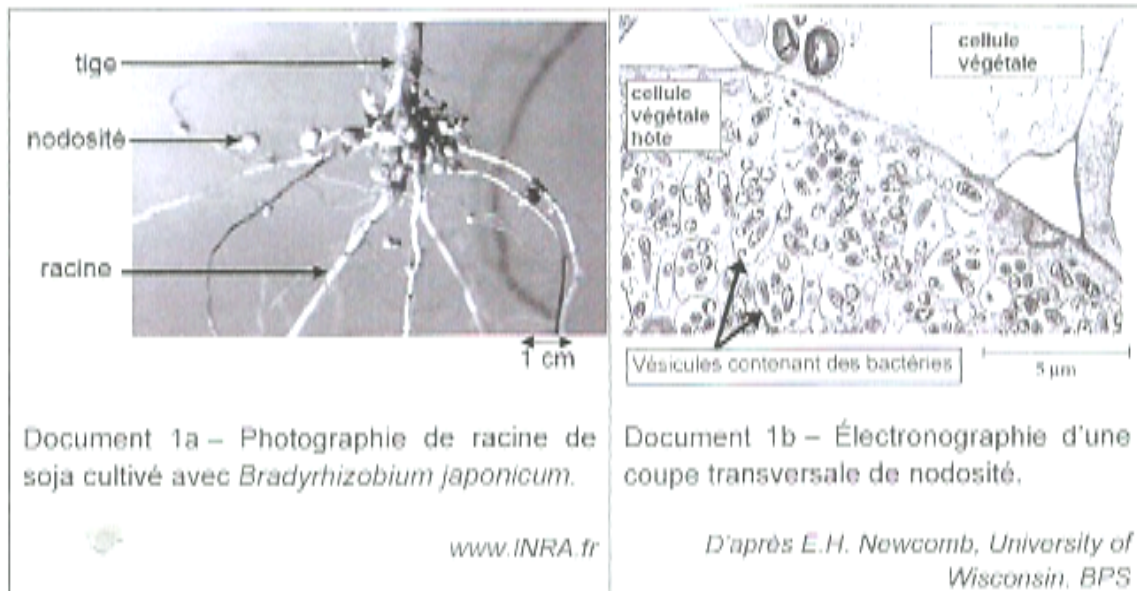 tige
nodosité
racine
1 cm
cellule
végétale
hôte
cellule
végétale
Vésicules contenant des bactéries
5 µm
Document 1a – Photographie de racine de
soja cultivé avec Bradyrhizobium japonicum.
www.INRA.fr
Document 1b – Électronographie d'une
coupe transversale de nodosité.
D'après E.H. Newcomb, University of
Wisconsin. BPS